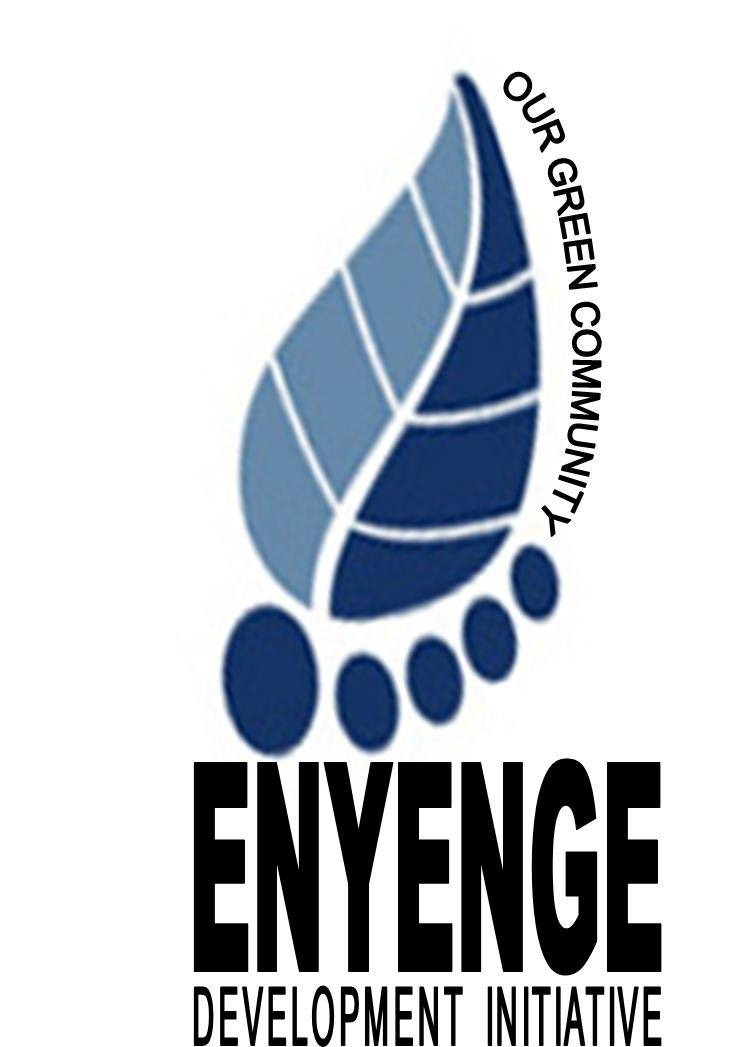 OUR GREEN COMMUNITY
ENYENGE
DEVELOPMENT INITIATIVE